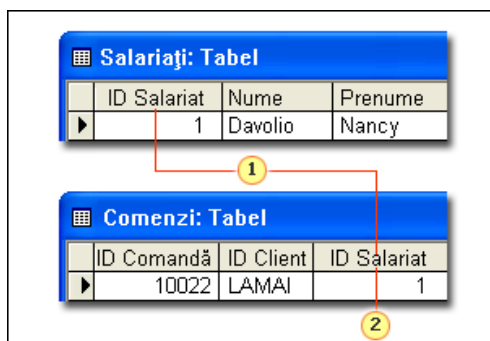 Salariaţi: Tabel
ID Salariat Nume Prenume
1 Davolio Nancy
1
Comenzi: Tabel
ID Comandă ID Client ID Salariat
10022 LAMAI 1
2